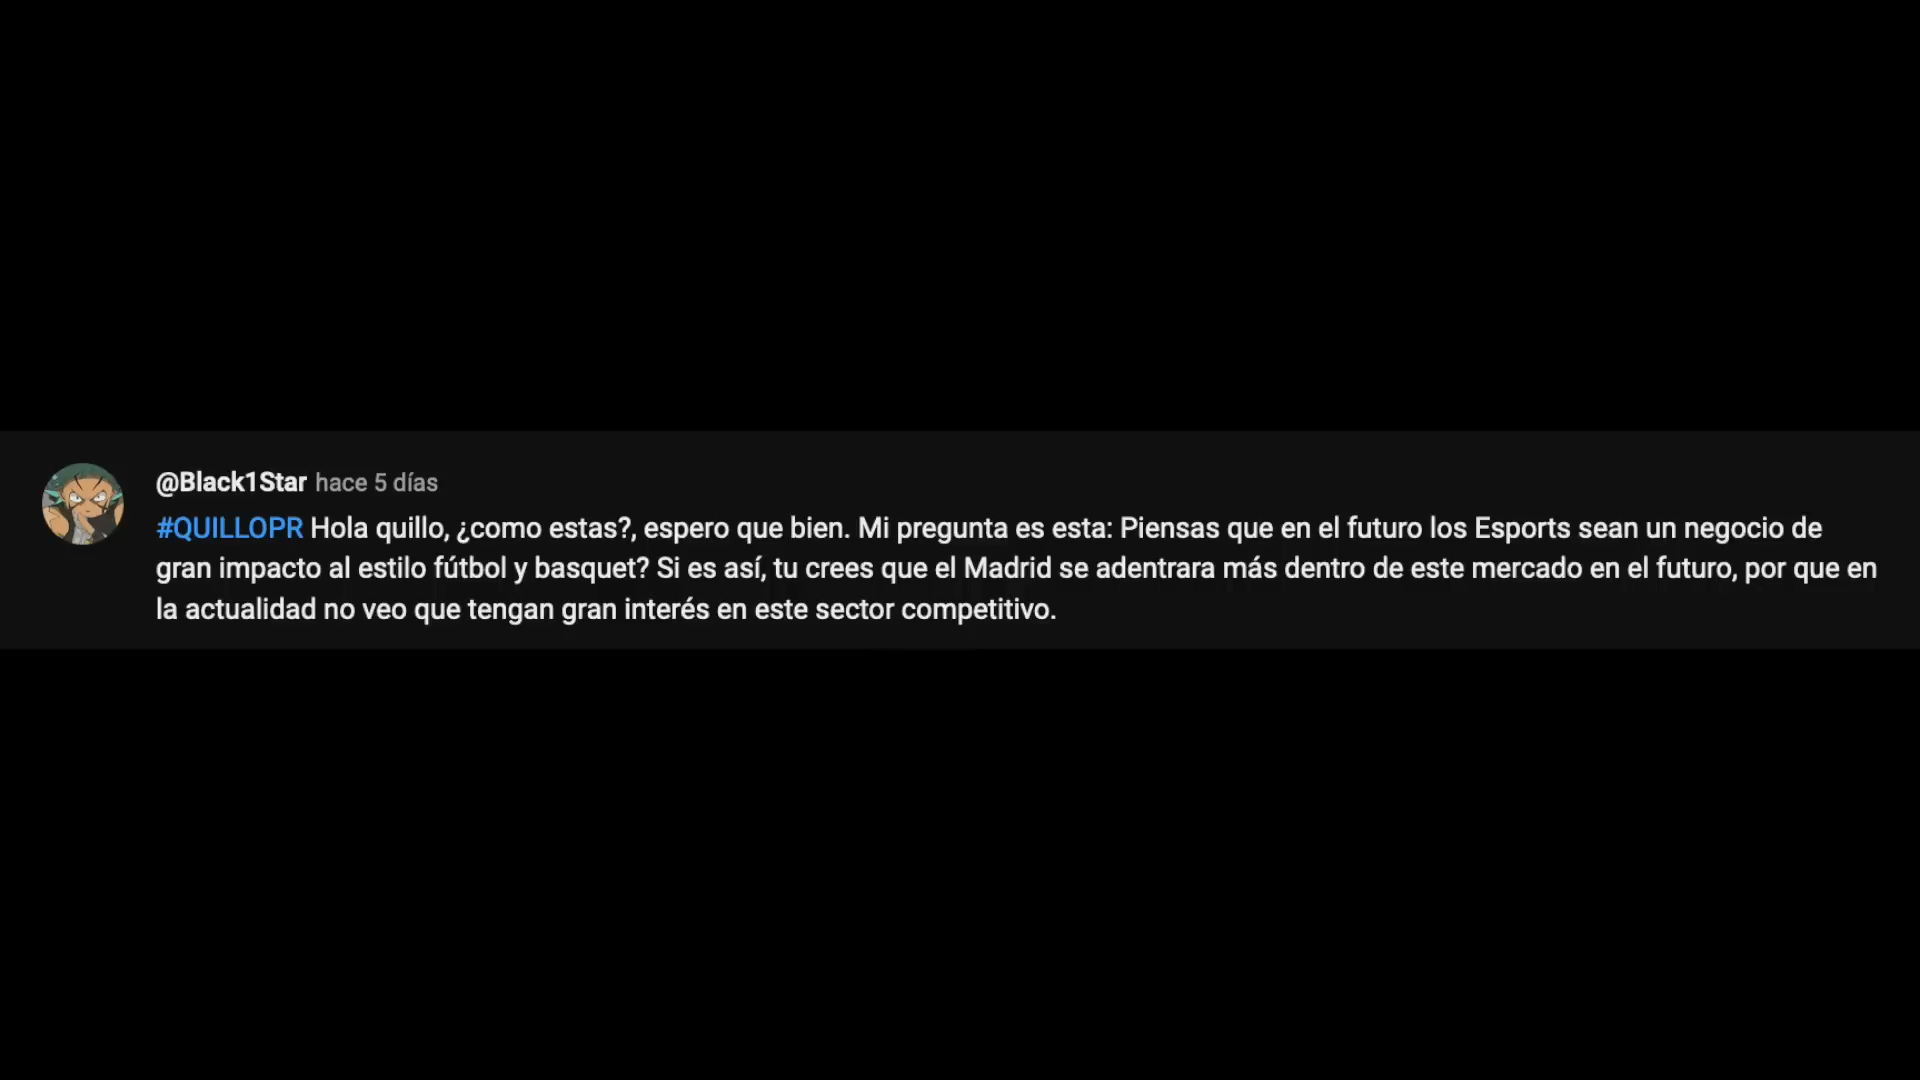 @Black1Star hace 5 días
#QUILLOPR Hola quillo, ¿como estas?, espero que bien. Mi pregunta es esta: Piensas que en el futuro los Esports sean un negocio de
gran impacto al estilo fútbol y basquet? Si es así, tu crees que el Madrid se adentrara más dentro de este mercado en el futuro, por que en
la actualidad no veo que tengan gran interés en este sector competitivo.